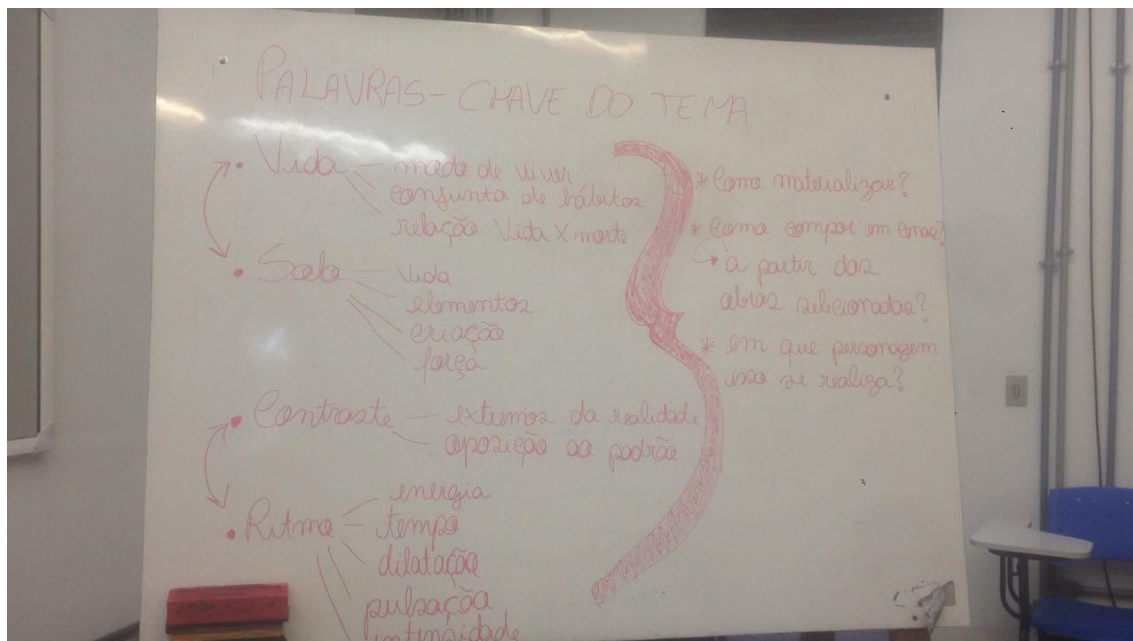 PALAVRAS-CHAVE DO TEMA
• Vida — modo de viver
conjunto de hábitos
relação Vida X morte
• Solo — vida
elementos
criação
força
• Contraste — extremos da realidade
oposição ao padrão
• Ritmo — energia
tempo
dilatação
pulsação
intensidade
* Como materializar?
* Como compor em cena?
à partir das
obras selecionadas?
* em que personagem
isso se realiza?